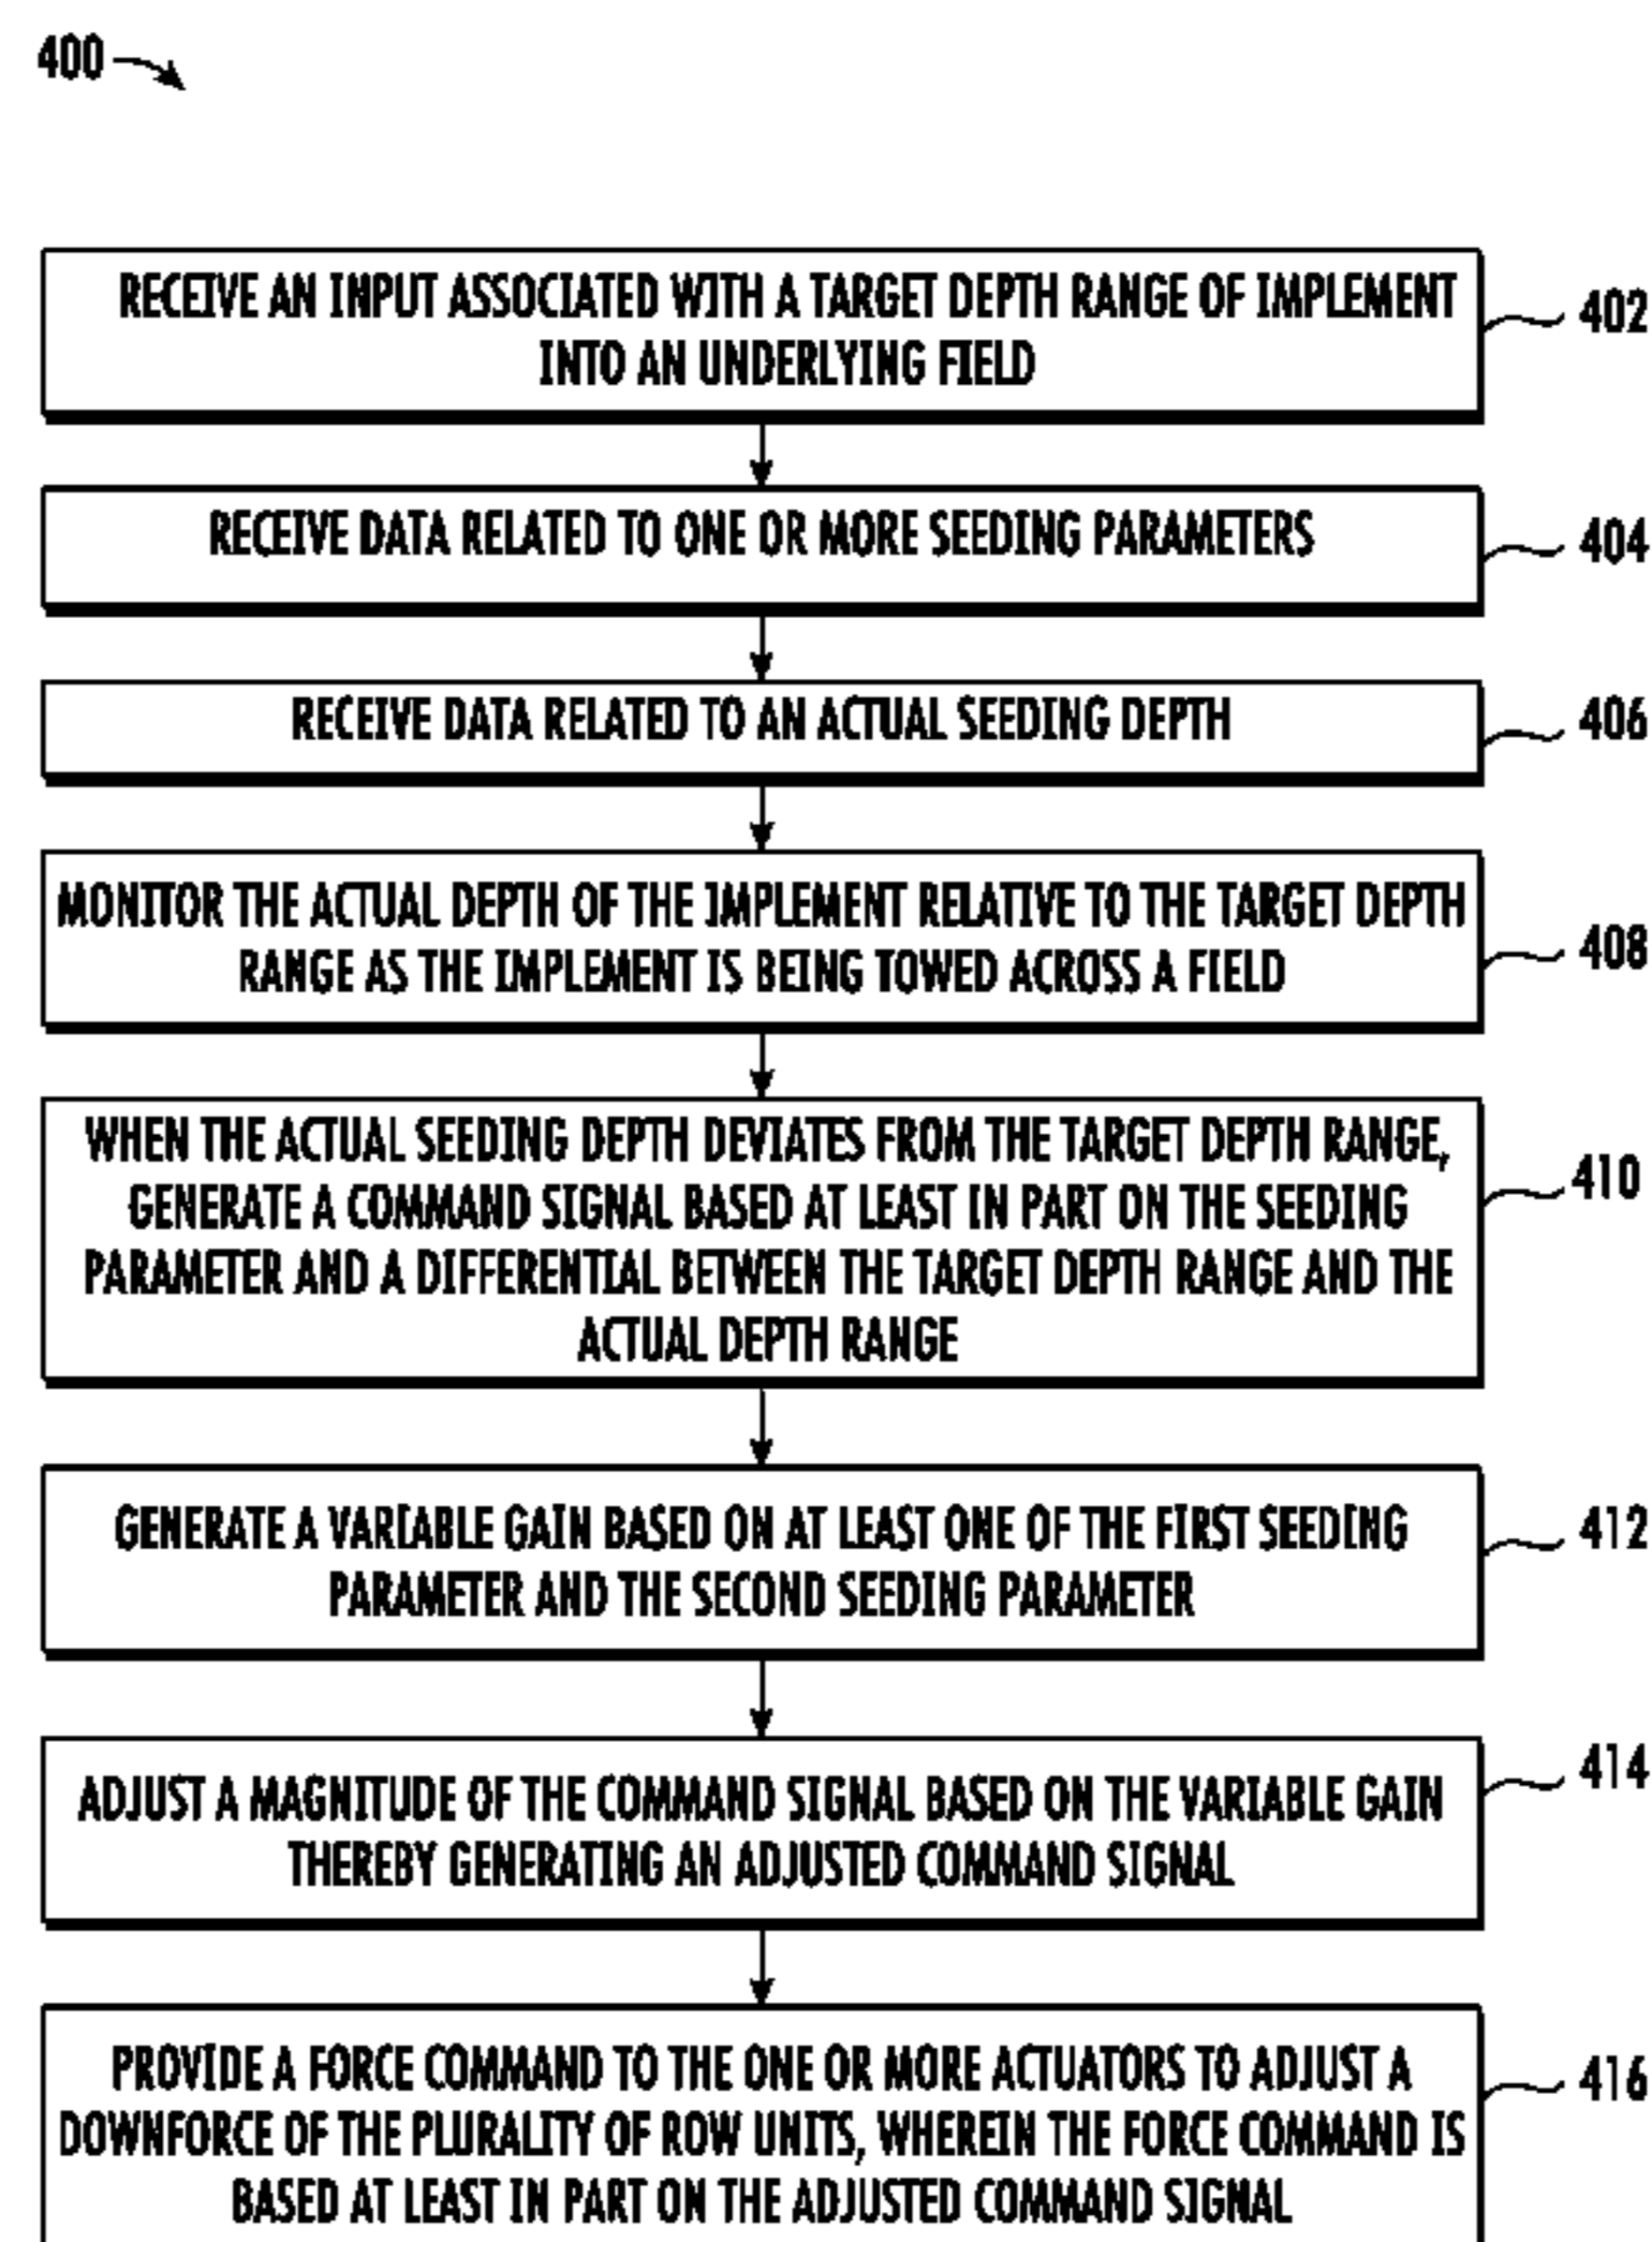 400
RECEIVE AN INPUT ASSOCIATED WITH A TARGET DEPTH RANGE OF IMPLEMENT
INTO AN UNDERLYING FIELD
402
RECEIVE DATA RELATED TO ONE OR MORE SEEDING PARAMETERS
404
RECEIVE DATA RELATED TO AN ACTUAL SEEDING DEPTH
406
MONITOR THE ACTUAL DEPTH OF THE IMPLEMENT RELATIVE TO THE TARGET DEPTH
RANGE AS THE IMPLEMENT IS BEING TOWED ACROSS A FIELD
408
WHEN THE ACTUAL SEEDING DEPTH DEVIATES FROM THE TARGET DEPTH RANGE,
GENERATE A COMMAND SIGNAL BASED AT LEAST IN PART ON THE SEEDING
PARAMETER AND A DIFFERENTIAL BETWEEN THE TARGET DEPTH RANGE AND THE
ACTUAL DEPTH RANGE
410
GENERATE A VARIABLE GAIN BASED ON AT LEAST ONE OF THE FIRST SEEDING
PARAMETER AND THE SECOND SEEDING PARAMETER
412
ADJUST A MAGNITUDE OF THE COMMAND SIGNAL BASED ON THE VARIABLE GAIN
THEREBY GENERATING AN ADJUSTED COMMAND SIGNAL
414
PROVIDE A FORCE COMMAND TO THE ONE OR MORE ACTUATORS TO ADJUST A
DOWNFORCE OF THE PLURALITY OF ROW UNITS, WHEREIN THE FORCE COMMAND IS
BASED AT LEAST IN PART ON THE ADJUSTED COMMAND SIGNAL
416